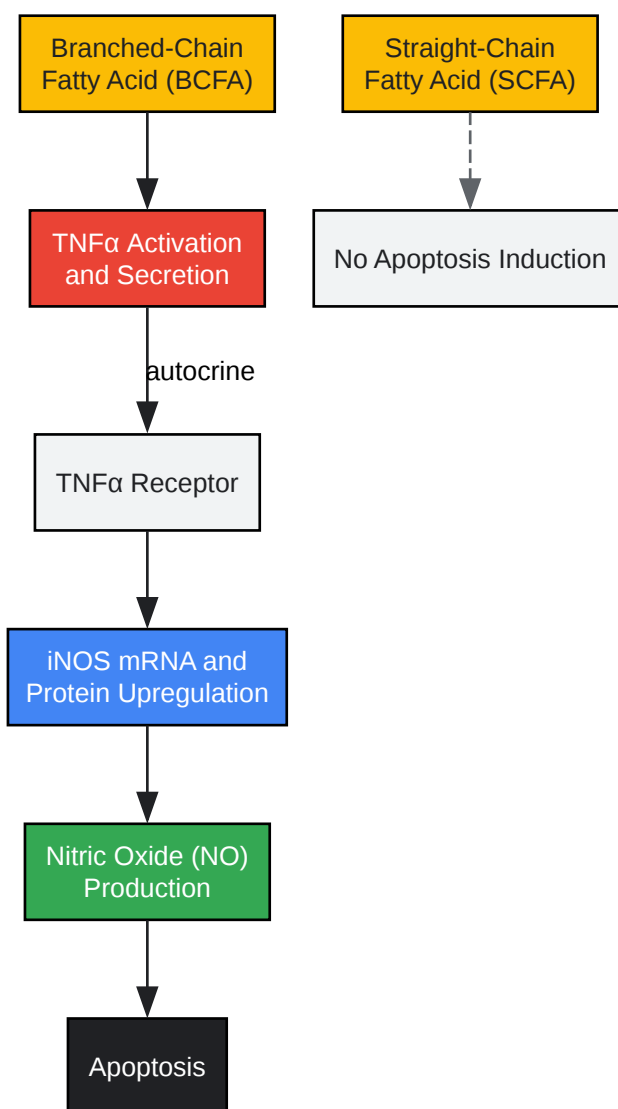 Branched-Chain
Fatty Acid (BCFA)
Straight-Chain
Fatty Acid (SCFA)
TNFα Activation
and Secretion
No Apoptosis Induction
autocrine
TNFα Receptor
iNOS mRNA and
Protein Upregulation
Nitric Oxide (NO)
Production
Apoptosis